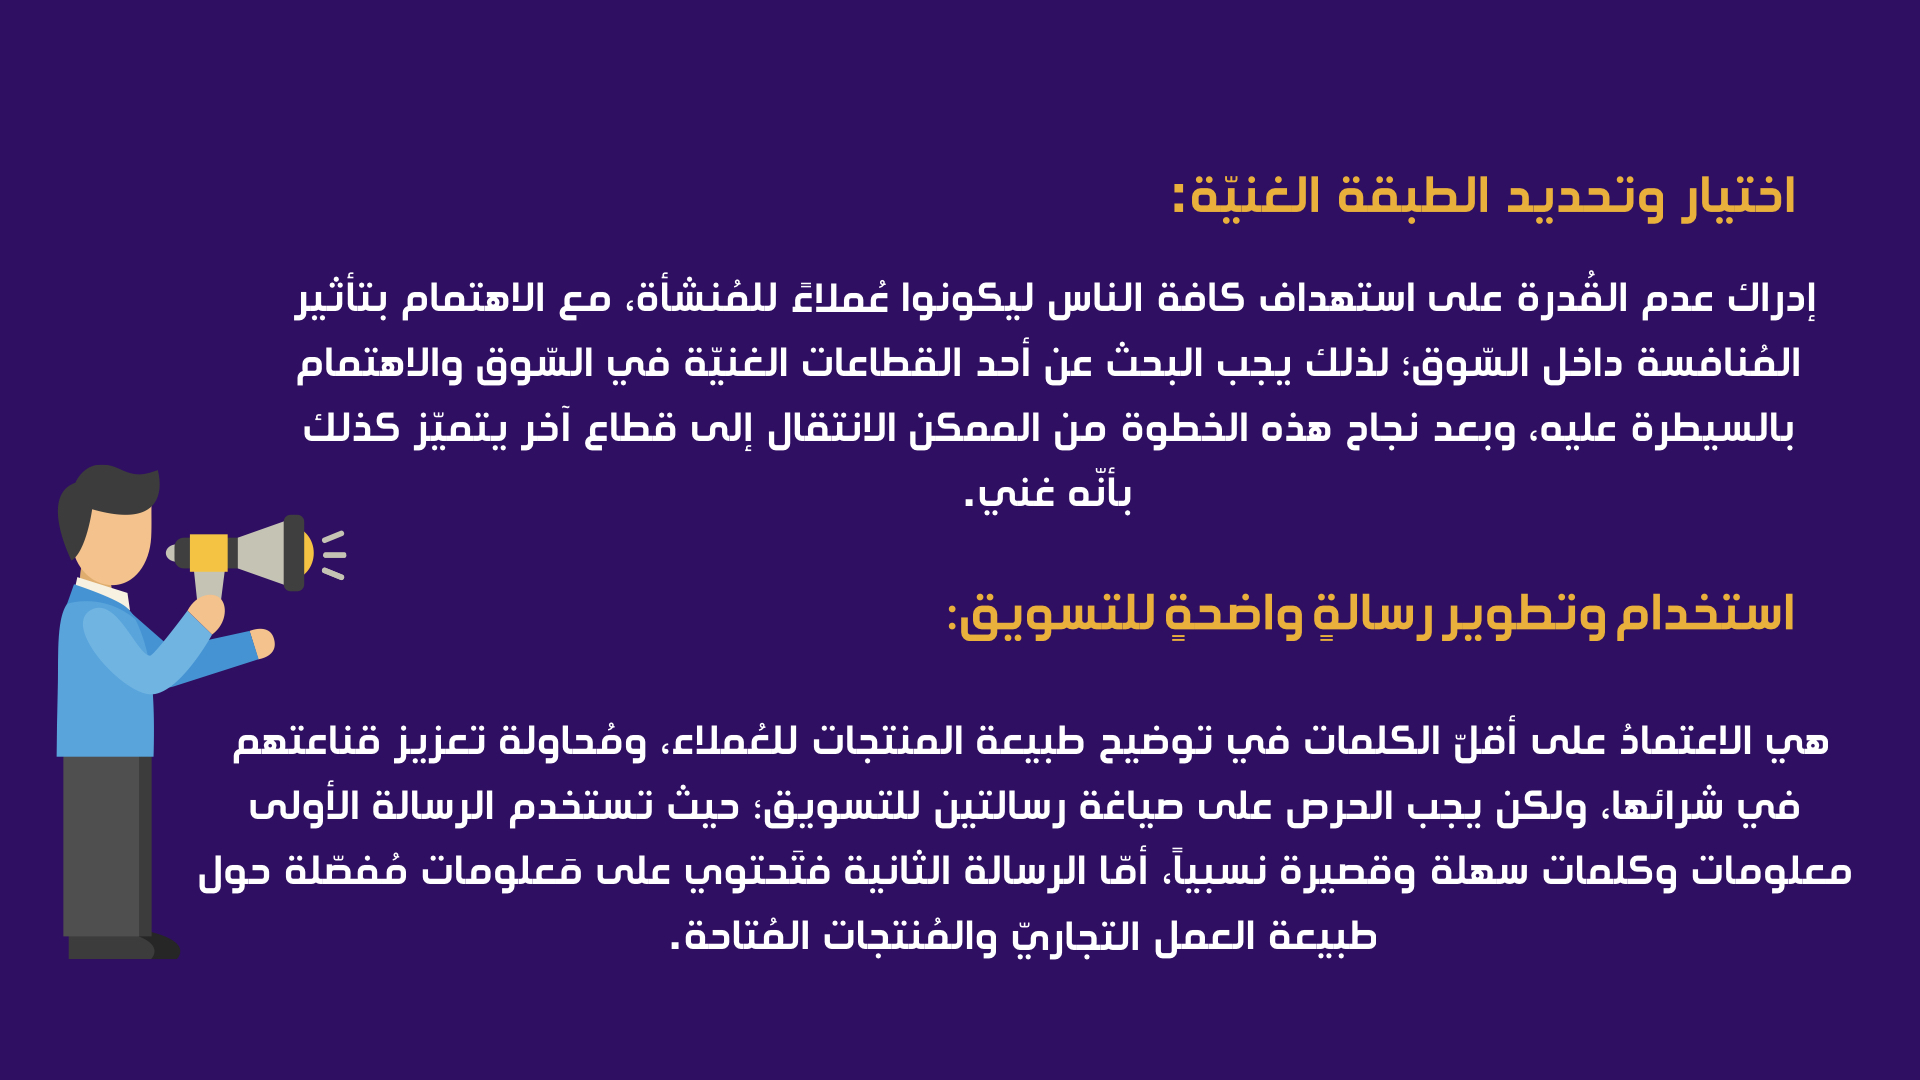 اختيار وتحديد الطبقة الغنيّة:
إدراك عدم القُدرة على استهداف كافة الناس ليكونوا عُملاءً للمُنشأة، مع الاهتمام بتأثير
المُنافسة داخل السّوق؛ لذلك يجب البحث عن أحد القطاعات الغنيّة في السّوق والاهتمام
بالسيطرة عليه، وبعد نجاح هذه الخطوة من الممكن الانتقال إلى قطاع آخر يتميّز كذلك
بأنّه غني.
استخدام وتطوير رسالةٍ واضحةٍ للتسويق:
هي الاعتمادُ على أقلّ الكلمات في توضيح طبيعة المنتجات للعُملاء، ومُحاولة تعزيز قناعتهم
في شرائها، ولكن يجب الحرص على صياغة رسالتين للتسويق؛ حيث تستخدم الرسالة الأولى
معلومات وكلمات سهلة وقصيرة نسبياً، أمّا الرسالة الثانية فتَحتوي على مَعلومات مُفصّلة حول
طبيعة العمل التجاريّ والمُنتجات المُتاحة.